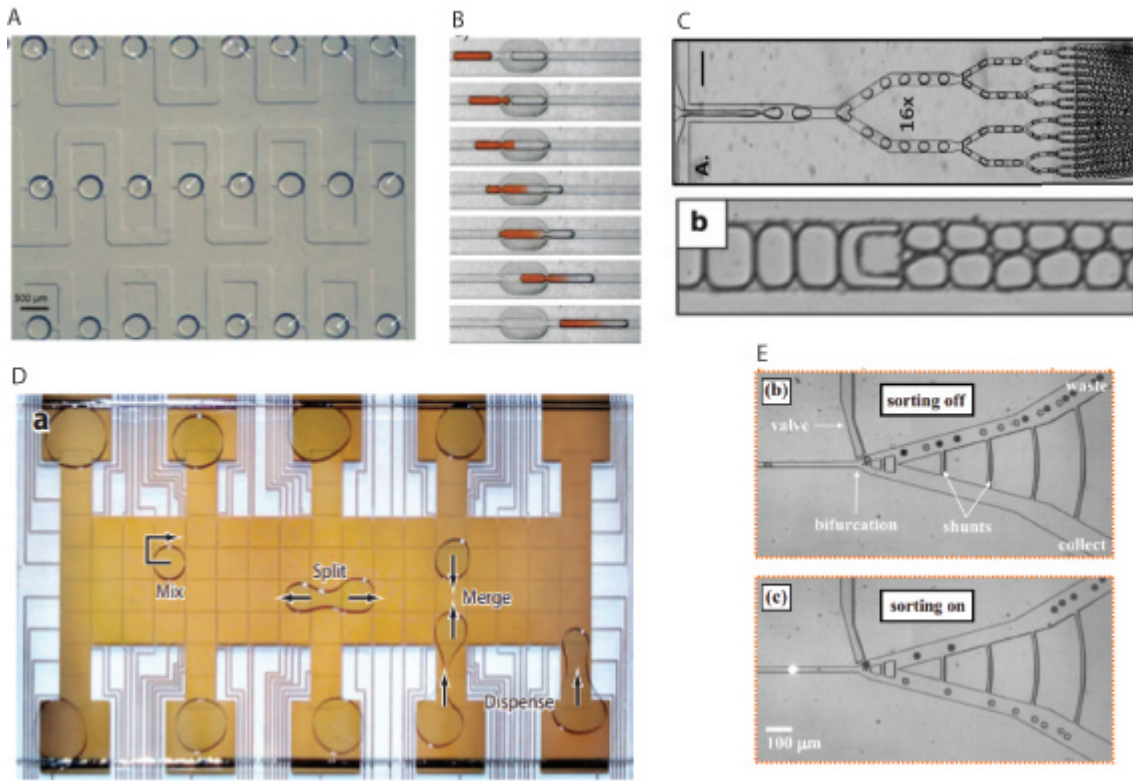 A
500 µm
B
C
16x
A.
b
D
a
Mix
Split
Merge
Dispense
E
(b)
sorting off
waste
valve
bifurcation
shunts
collect
(c)
sorting on
100 µm